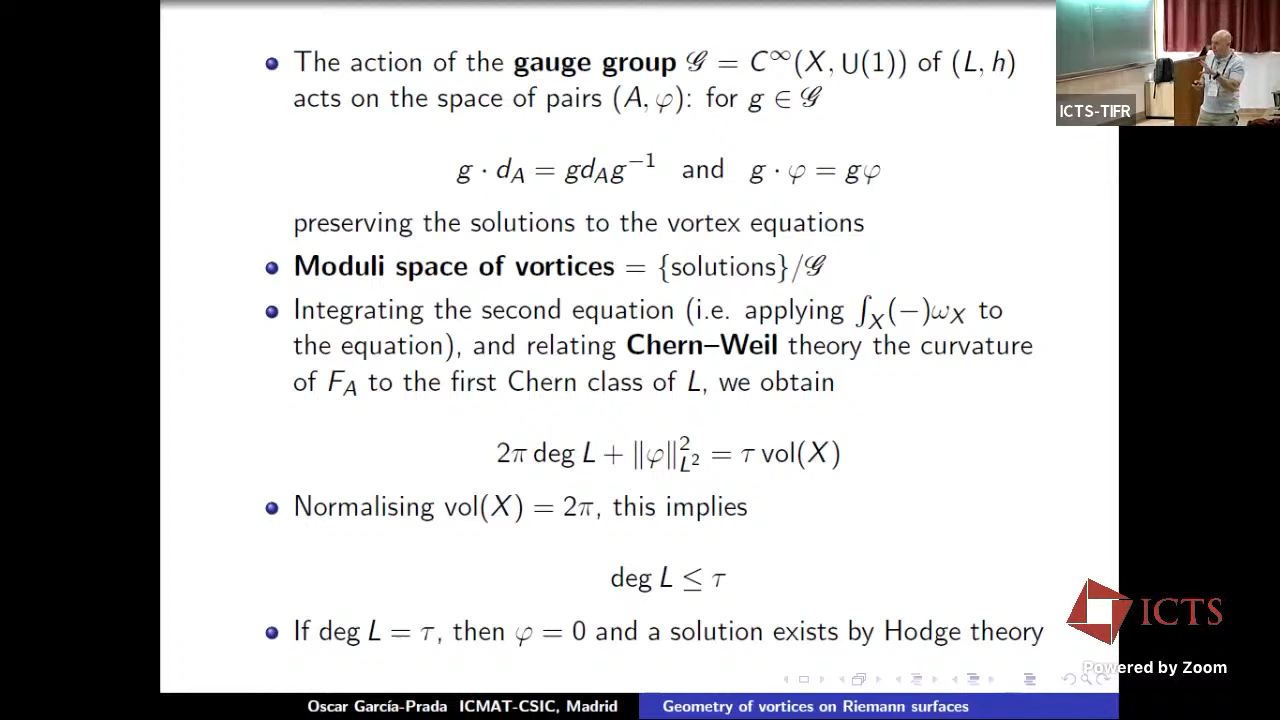 The action of the gauge group 𝒢 = C^∞(X, U(1)) of (L, h)
acts on the space of pairs (A, φ): for g ∈ 𝒢
g · d_A = gd_Ag^{−1} and g · φ = gφ
preserving the solutions to the vortex equations
Moduli space of vortices = {solutions}/𝒢
Integrating the second equation (i.e. applying ∫_X(−)ω_X to
the equation), and relating Chern–Weil theory the curvature
of F_A to the first Chern class of L, we obtain
2π deg L + ‖φ‖²_{L²} = τ vol(X)
Normalising vol(X) = 2π, this implies
deg L ≤ τ
If deg L = τ, then φ = 0 and a solution exists by Hodge theory
Oscar García-Prada ICMAT-CSIC, Madrid
Geometry of vortices on Riemann surfaces
ICTS-TIFR
ICTS
Powered by Zoom